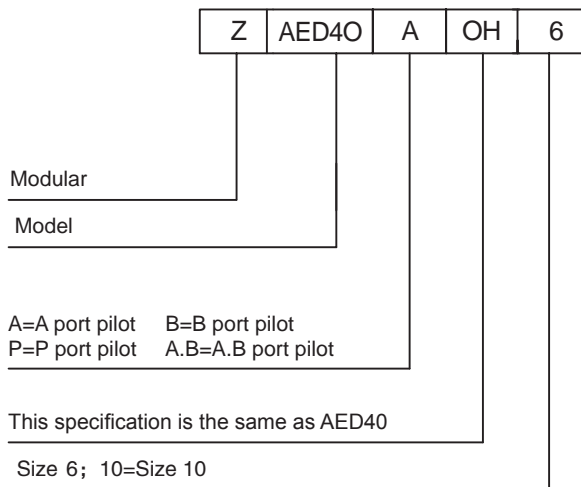 Z AED4O A OH 6
Modular
Model
A=A port pilot B=B port pilot
P=P port pilot A.B=A.B port pilot
This specification is the same as AED40
Size 6; 10=Size 10